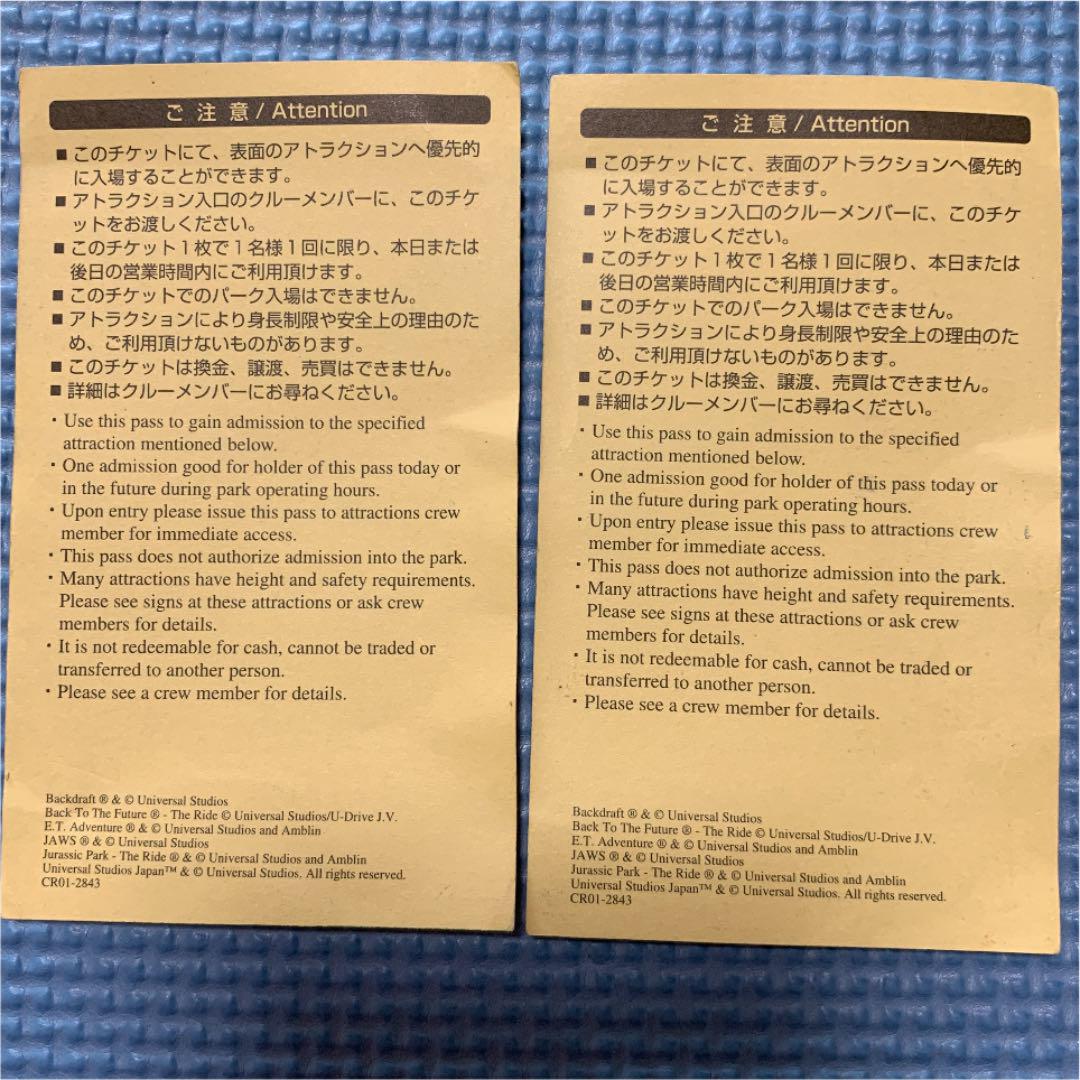 ご 注 意 / Attention
■ このチケットにて、表面のアトラクションへ優先的
に入場することができます。
■ アトラクション入口のクルーメンバーに、このチケ
ットをお渡しください。
■ このチケット1枚で1名様1回に限り、本日または
後日の営業時間内にご利用頂けます。
■ このチケットでのパーク入場はできません。
■ アトラクションにより身長制限や安全上の理由のた
め、ご利用頂けないものがあります。
■ このチケットは換金、譲渡、売買はできません。
■ 詳細はクルーメンバーにお尋ねください。
・Use this pass to gain admission to the specified
attraction mentioned below.
・One admission good for holder of this pass today or
in the future during park operating hours.
・Upon entry please issue this pass to attractions crew
member for immediate access.
・This pass does not authorize admission into the park.
・Many attractions have height and safety requirements.
Please see signs at these attractions or ask crew
members for details.
・It is not redeemable for cash, cannot be traded or
transferred to another person.
・Please see a crew member for details.
Backdraft ® & © Universal Studios
Back To The Future ® - The Ride © Universal Studios/U-Drive J.V.
E.T. Adventure ® & © Universal Studios and Amblin
JAWS ® & © Universal Studios
Jurassic Park - The Ride ® & © Universal Studios and Amblin
Universal Studios Japan™ & © Universal Studios. All rights reserved.
CR01-2843
ご 注 意 / Attention
■ このチケットにて、表面のアトラクションへ優先的
に入場することができます。
■ アトラクション入口のクルーメンバーに、このチケ
ットをお渡しください。
■ このチケット1枚で1名様1回に限り、本日または
後日の営業時間内にご利用頂けます。
■ このチケットでのパーク入場はできません。
■ アトラクションにより身長制限や安全上の理由のた
め、ご利用頂けないものがあります。
■ このチケットは換金、譲渡、売買はできません。
■ 詳細はクルーメンバーにお尋ねください。
・Use this pass to gain admission to the specified
attraction mentioned below.
・One admission good for holder of this pass today or
in the future during park operating hours.
・Upon entry please issue this pass to attractions crew
member for immediate access.
・This pass does not authorize admission into the park.
・Many attractions have height and safety requirements.
Please see signs at these attractions or ask crew
members for details.
・It is not redeemable for cash, cannot be traded or
transferred to another person.
・Please see a crew member for details.
Backdraft ® & © Universal Studios
Back To The Future ® - The Ride © Universal Studios/U-Drive J.V.
E.T. Adventure ® & © Universal Studios and Amblin
JAWS ® & © Universal Studios
Jurassic Park - The Ride ® & © Universal Studios and Amblin
Universal Studios Japan™ & © Universal Studios. All rights reserved.
CR01-2843